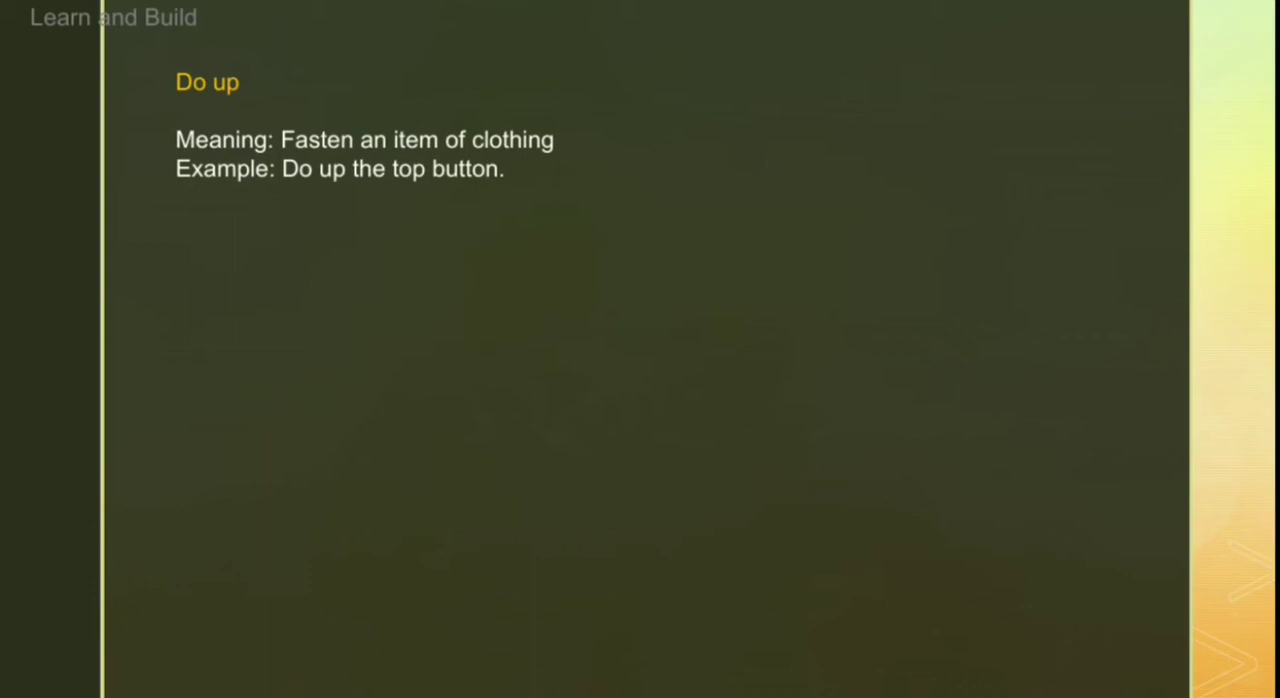 Learn and Build
Do up
Meaning: Fasten an item of clothing
Example: Do up the top button.